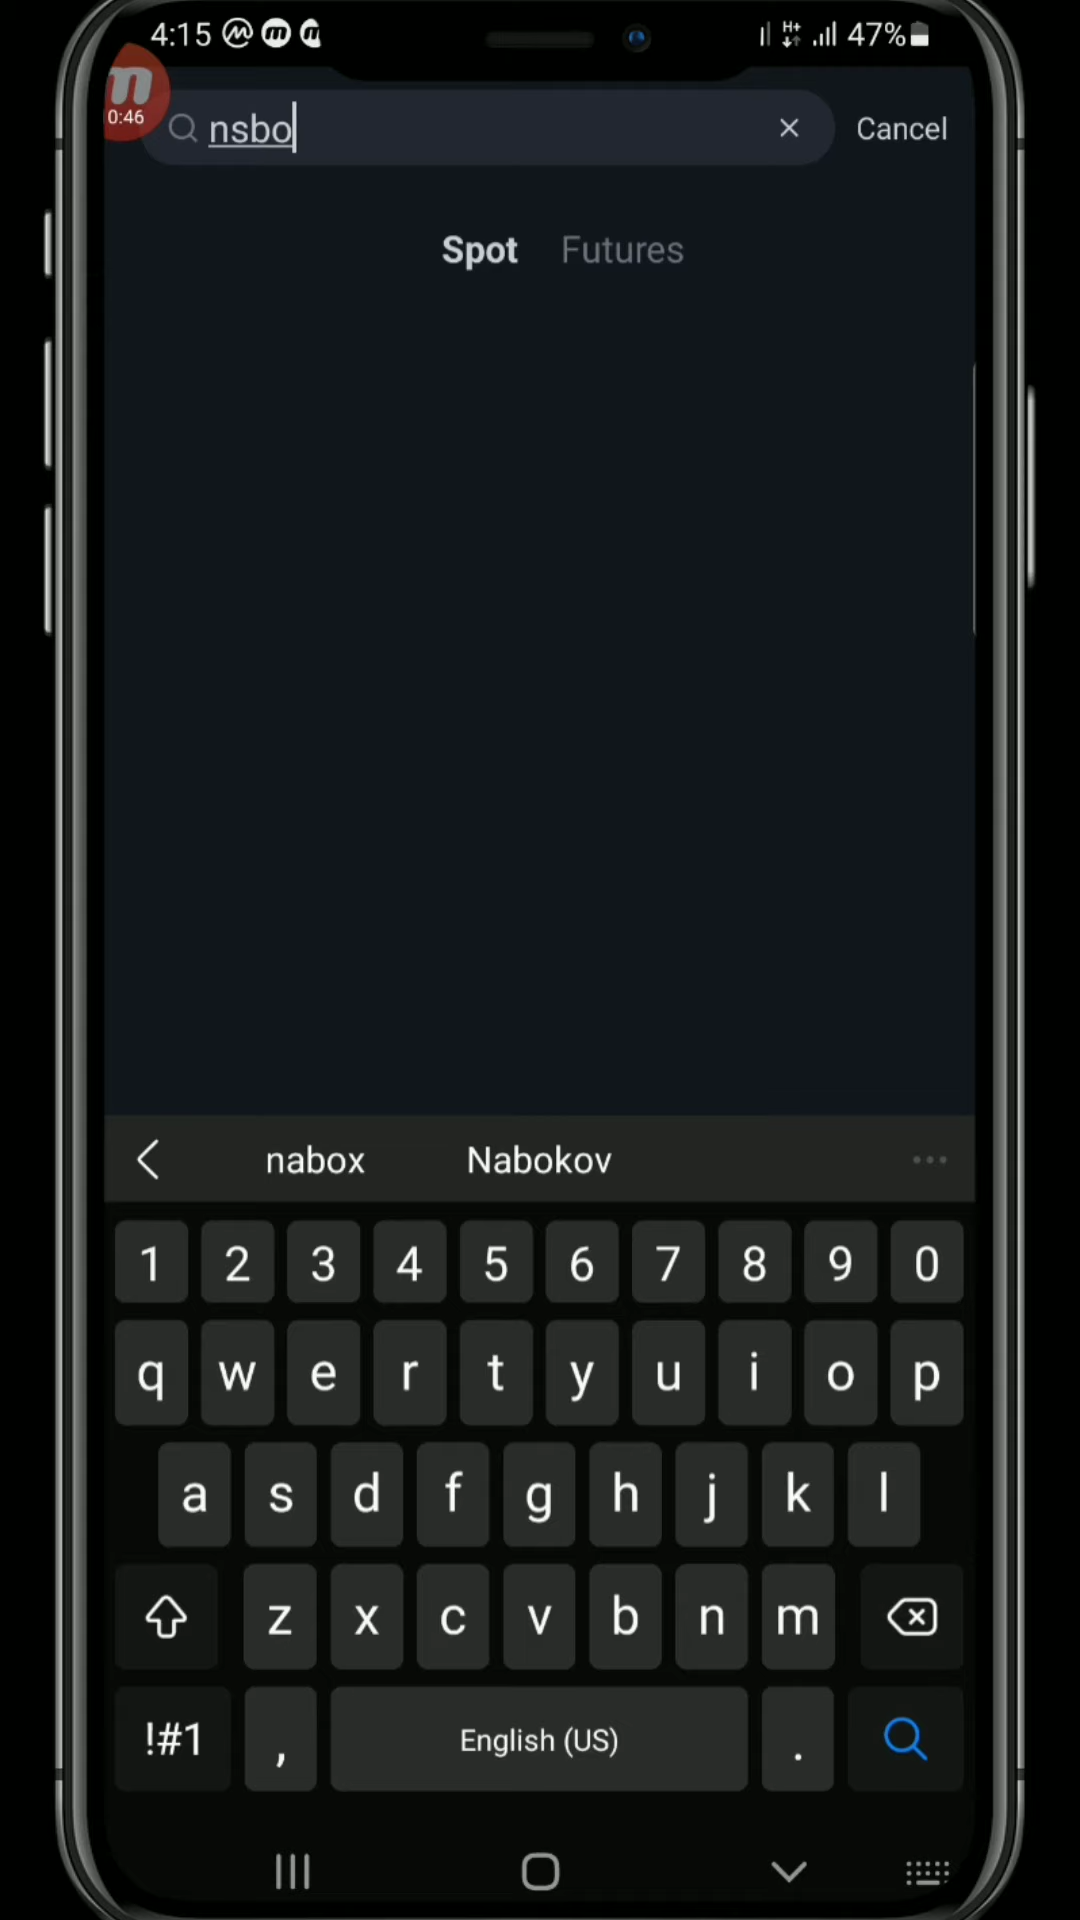 4:15 47%
0:46
nsbo Cancel
Spot Futures
nabox Nabokov
1 2 3 4 5 6 7 8 9 0
q w e r t y u i o p
a s d f g h j k l
z x c v b n m
!#1 , English (US) .